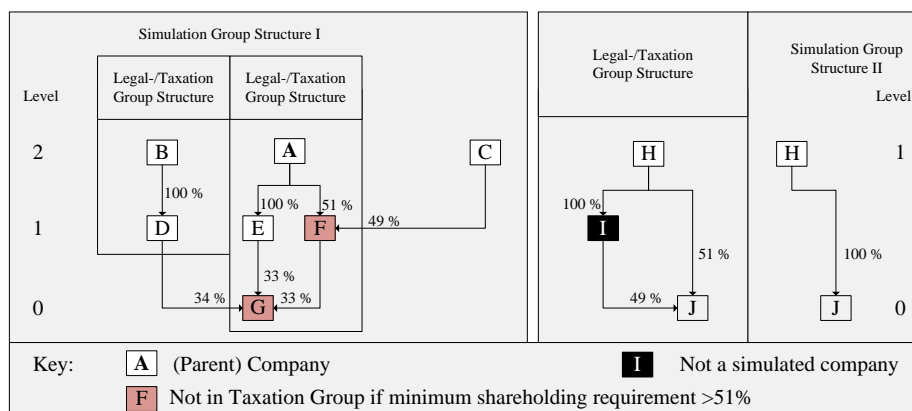 Simulation Group Structure I
Legal-/Taxation
Group Structure
Legal-/Taxation
Group Structure
Level
2
B
A
C
100 %
100 %
51 %
49 %
1
D
E
F
33 %
34 %
33 %
0
G
Legal-/Taxation
Group Structure
Simulation Group
Structure II
Level
H
H
1
100 %
I
51 %
100 %
49 %
J
J
0
Key:
A
(Parent) Company
I
Not a simulated company
F
Not in Taxation Group if minimum shareholding requirement >51%